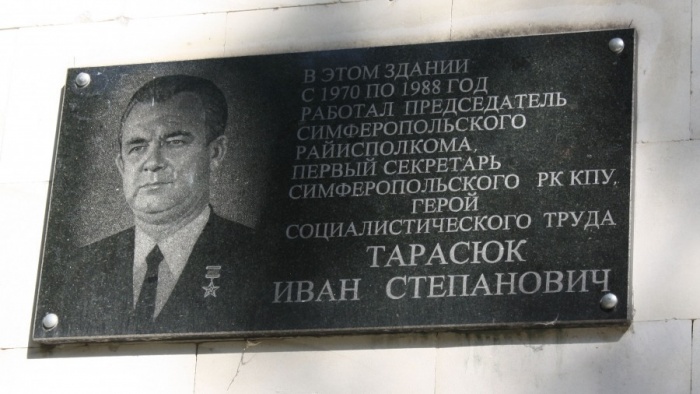 В ЭТОМ ЗДАНИИ
С 1970 ПО 1988 ГОД
РАБОТАЛ ПРЕДСЕДАТЕЛЬ
СИМФЕРОПОЛЬСКОГО
РАЙИСПОЛКОМА,
ПЕРВЫЙ СЕКРЕТАРЬ
СИМФЕРОПОЛЬСКОГО РК КПУ,
ГЕРОЙ
СОЦИАЛИСТИЧЕСКОГО ТРУДА
ТАРАСЮК
ИВАН СТЕПАНОВИЧ